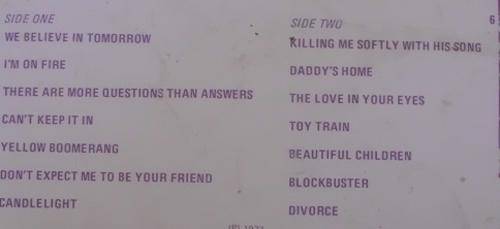 SIDE ONE
WE BELIEVE IN TOMORROW
I'M ON FIRE
THERE ARE MORE QUESTIONS THAN ANSWERS
CAN'T KEEP IT IN
YELLOW BOOMERANG
DON'T EXPECT ME TO BE YOUR FRIEND
CANDLELIGHT
SIDE TWO
KILLING ME SOFTLY WITH HIS SONG
DADDY'S HOME
THE LOVE IN YOUR EYES
TOY TRAIN
BEAUTIFUL CHILDREN
BLOCKBUSTER
DIVORCE
6